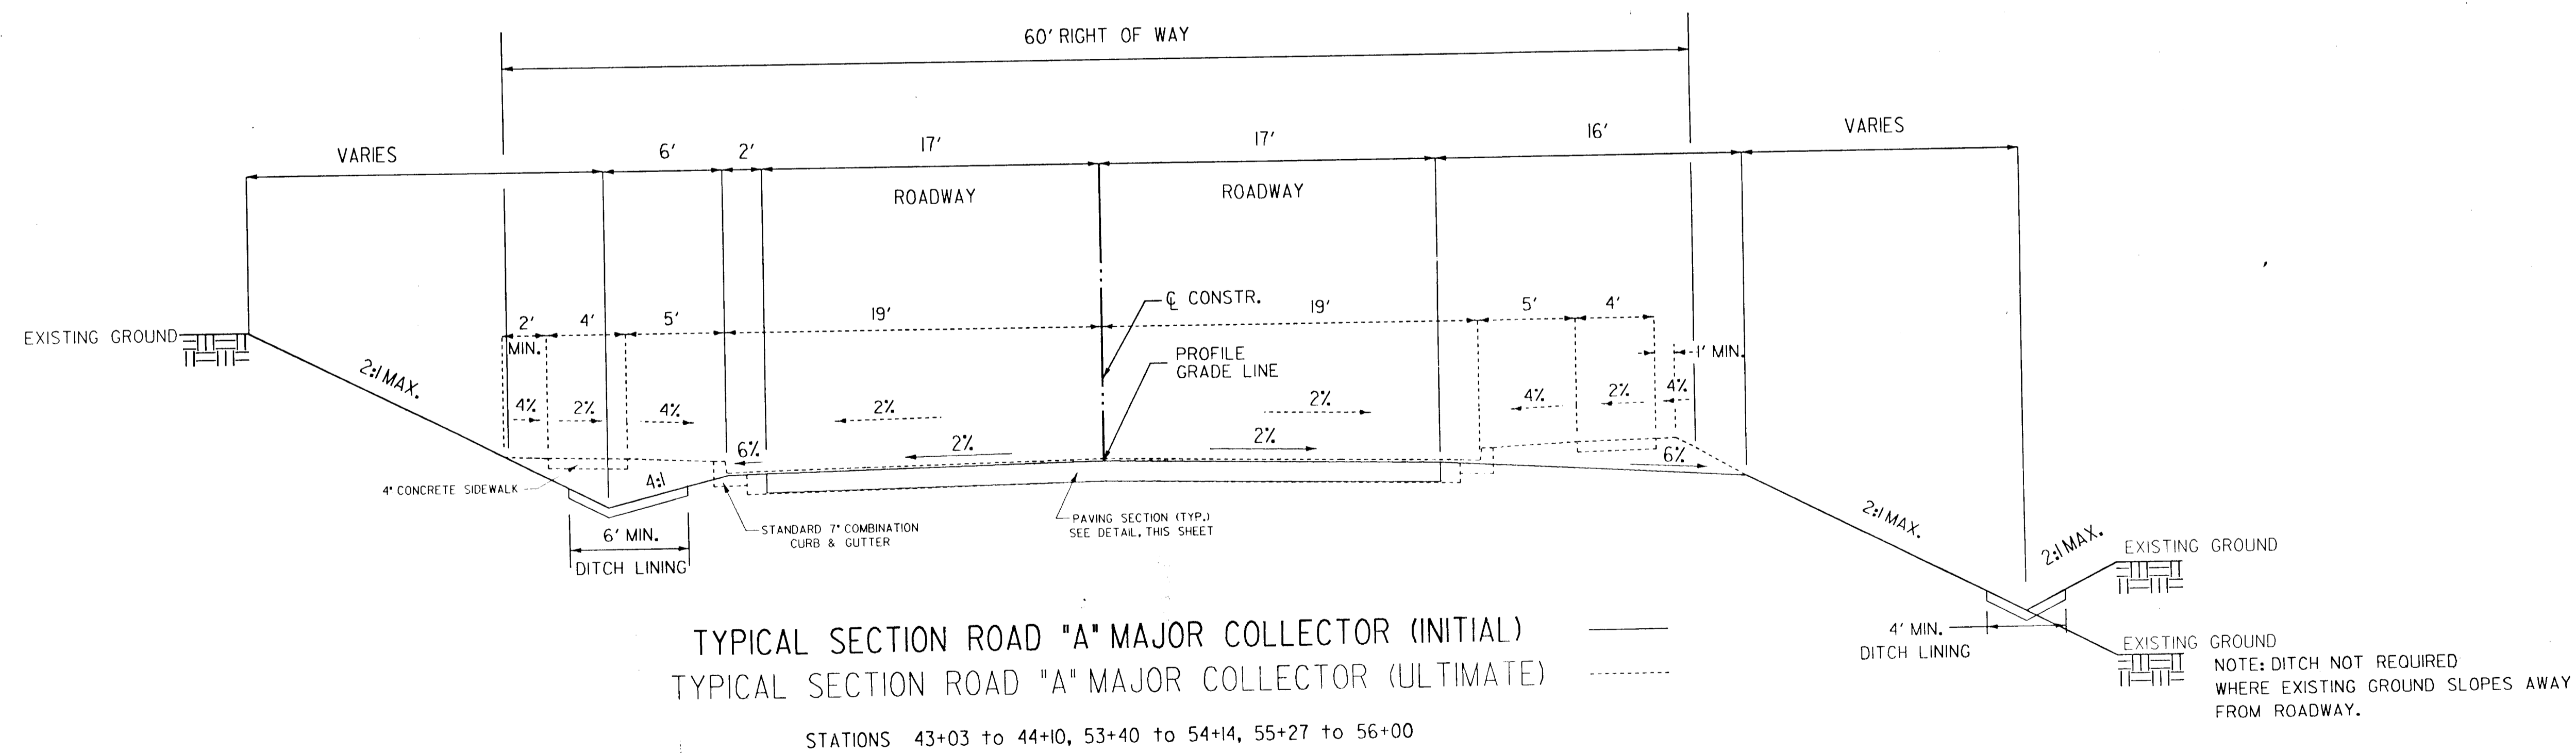 60' RIGHT OF WAY
VARIES
6'
2'
17'
17'
16'
VARIES
ROADWAY
ROADWAY
EXISTING GROUND
2:1 MAX.
2'
MIN.
4'
5'
19'
℄ CONSTR.
19'
5'
4'
1' MIN.
PROFILE
GRADE LINE
4%
2%
4%
2%
2%
4%
2%
4%
6%
2%
2%
6%
4" CONCRETE SIDEWALK
4:1
6' MIN.
DITCH LINING
STANDARD 7" COMBINATION
CURB & GUTTER
PAVING SECTION (TYP.)
SEE DETAIL, THIS SHEET
2:1 MAX.
2:1 MAX.
EXISTING GROUND
4' MIN.
DITCH LINING
EXISTING GROUND
NOTE: DITCH NOT REQUIRED
WHERE EXISTING GROUND SLOPES AWAY
FROM ROADWAY.
TYPICAL SECTION ROAD "A" MAJOR COLLECTOR (INITIAL)
TYPICAL SECTION ROAD "A" MAJOR COLLECTOR (ULTIMATE)
STATIONS 43+03 to 44+10, 53+40 to 54+14, 55+27 to 56+00